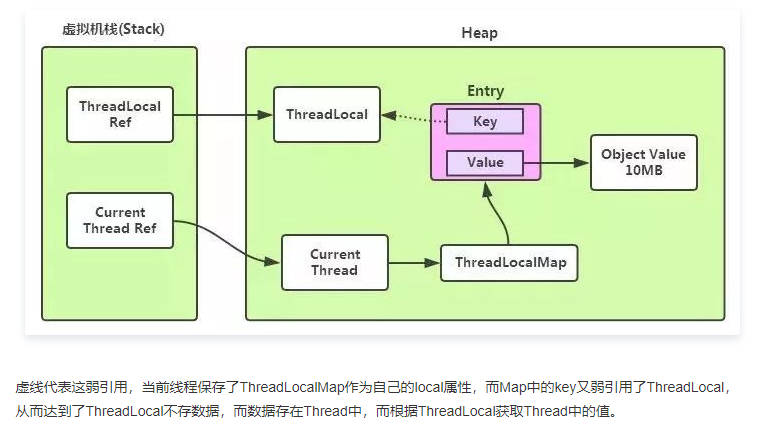 虚拟机栈(Stack)
Heap
ThreadLocal
Ref
ThreadLocal
Entry
Key
Value
Object Value
10MB
Current
Thread Ref
Current
Thread
ThreadLocalMap
虚线代表这弱引用，当前线程保存了ThreadLocalMap作为自己的local属性，而Map中的key又弱引用了ThreadLocal，
从而达到了ThreadLocal不存数据，而数据存在Thread中，而根据ThreadLocal获取Thread中的值。